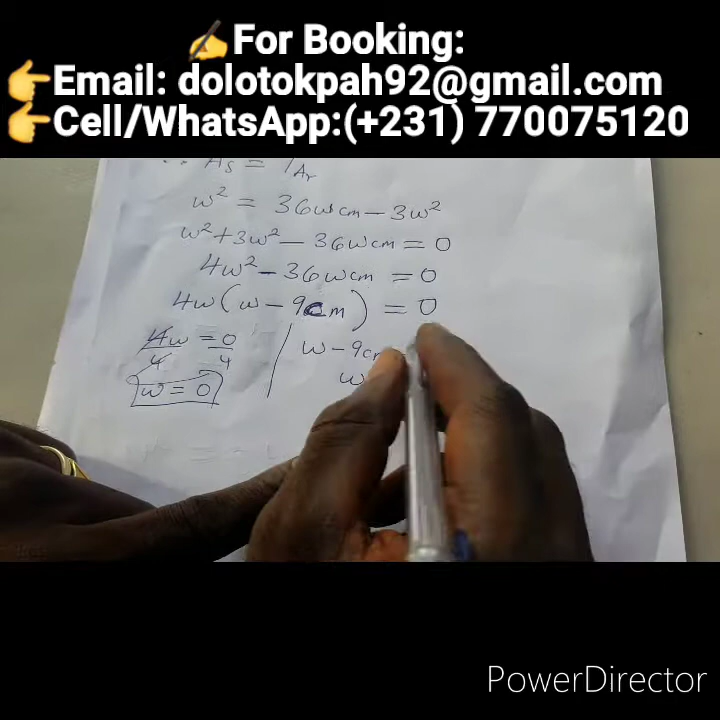 ✍️For Booking:
👉Email: dolotokpah92@gmail.com
👉Cell/WhatsApp:(+231) 770075120
w² = 36wcm - 3w²
w² + 3w² - 36wcm = 0
4w² - 36wcm = 0
4w(w - 9cm) = 0
4w/4 = 0/4
w = 0
w - 9cm
w
PowerDirector